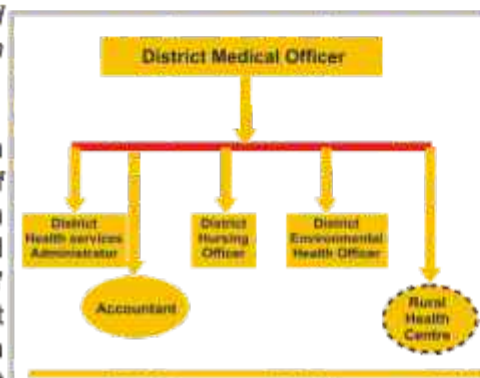 District Medical Officer
District
Health services
Administrator
District
Nursing
Officer
District
Environmental
Health Officer
Accountant
Rural
Health
Centre